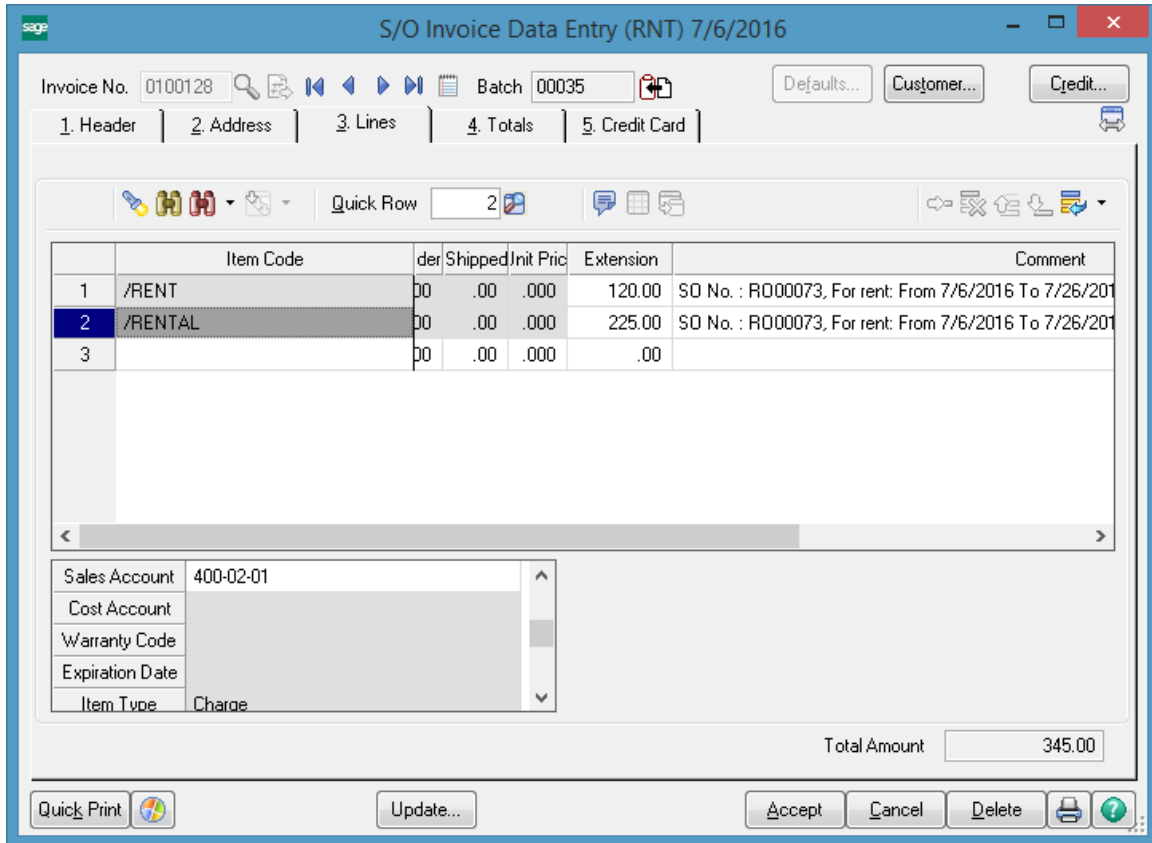 sage S/O Invoice Data Entry (RNT) 7/6/2016
Invoice No. 0100128 Batch 00035 Defaults... Customer... Credit...
1. Header 2. Address 3. Lines 4. Totals 5. Credit Card
Quick Row 2
Item Code der Shipped Unit Pric Extension Comment
1 /RENT 00 .00 .000 120.00 SO No. : RO00073, For rent: From 7/6/2016 To 7/26/201
2 /RENTAL 00 .00 .000 225.00 SO No. : RO00073, For rent: From 7/6/2016 To 7/26/201
3 00 .00 .000 .00
Sales Account 400-02-01
Cost Account
Warranty Code
Expiration Date
Item Type Charge
Total Amount 345.00
Quick Print Update... Accept Cancel Delete